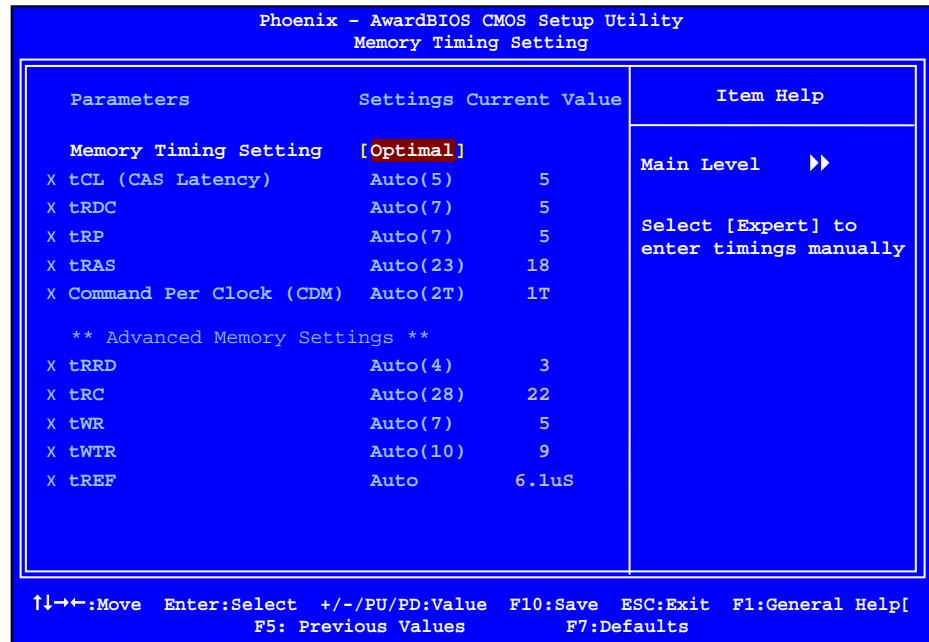 Phoenix – AwardBIOS CMOS Setup Utility
Memory Timing Setting
Parameters Settings Current Value
Item Help
Memory Timing Setting [Optimal]
X tCL (CAS Latency) Auto(5) 5
X tRDC Auto(7) 5
X tRP Auto(7) 5
X tRAS Auto(23) 18
X Command Per Clock (CDM) Auto(2T) 1T
** Advanced Memory Settings **
X tRRD Auto(4) 3
X tRC Auto(28) 22
X tWR Auto(7) 5
X tWTR Auto(10) 9
X tREF Auto 6.1uS
Main Level ▶▶
Select [Expert] to
enter timings manually
↑↓→←:Move Enter:Select +/-/PU/PD:Value F10:Save ESC:Exit F1:General Help[
F5: Previous Values F7:Defaults